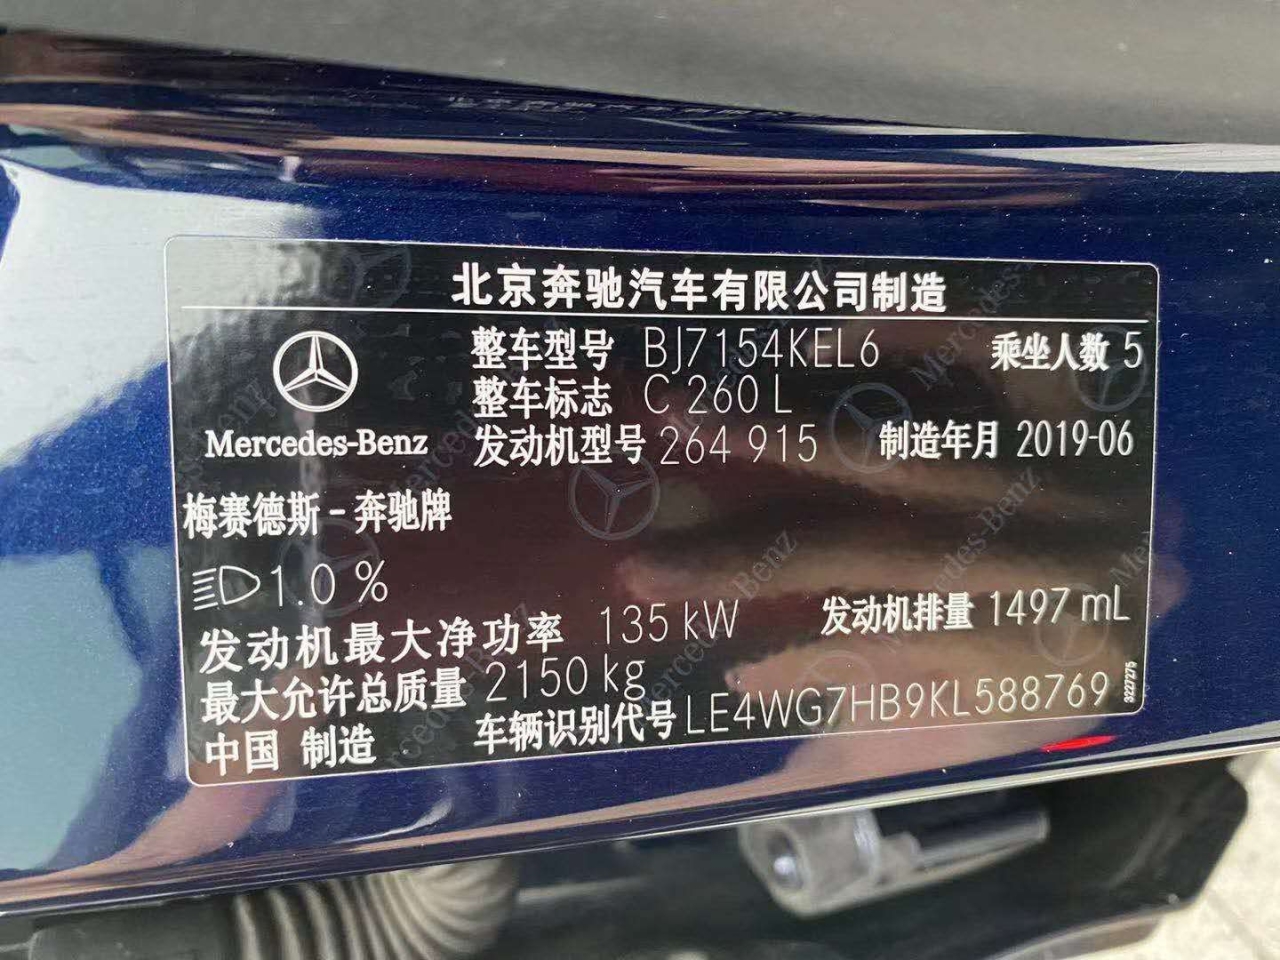 北京奔驰汽车有限公司制造
整车型号 BJ7154KEL6 乘坐人数 5
整车标志 C 260 L
Mercedes-Benz 发动机型号 264 915 制造年月 2019-06
梅赛德斯-奔驰牌
1.0 %
发动机最大净功率 135 kW 发动机排量 1497 mL
最大允许总质量 2150 kg
中国 制造 车辆识别代号 LE4WG7HB9KL588769
3227275